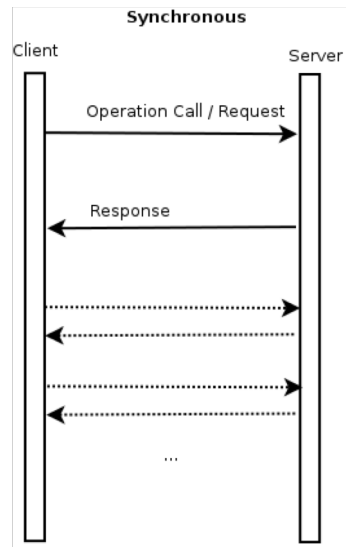 Synchronous
Client
Server
Operation Call / Request
Response
...